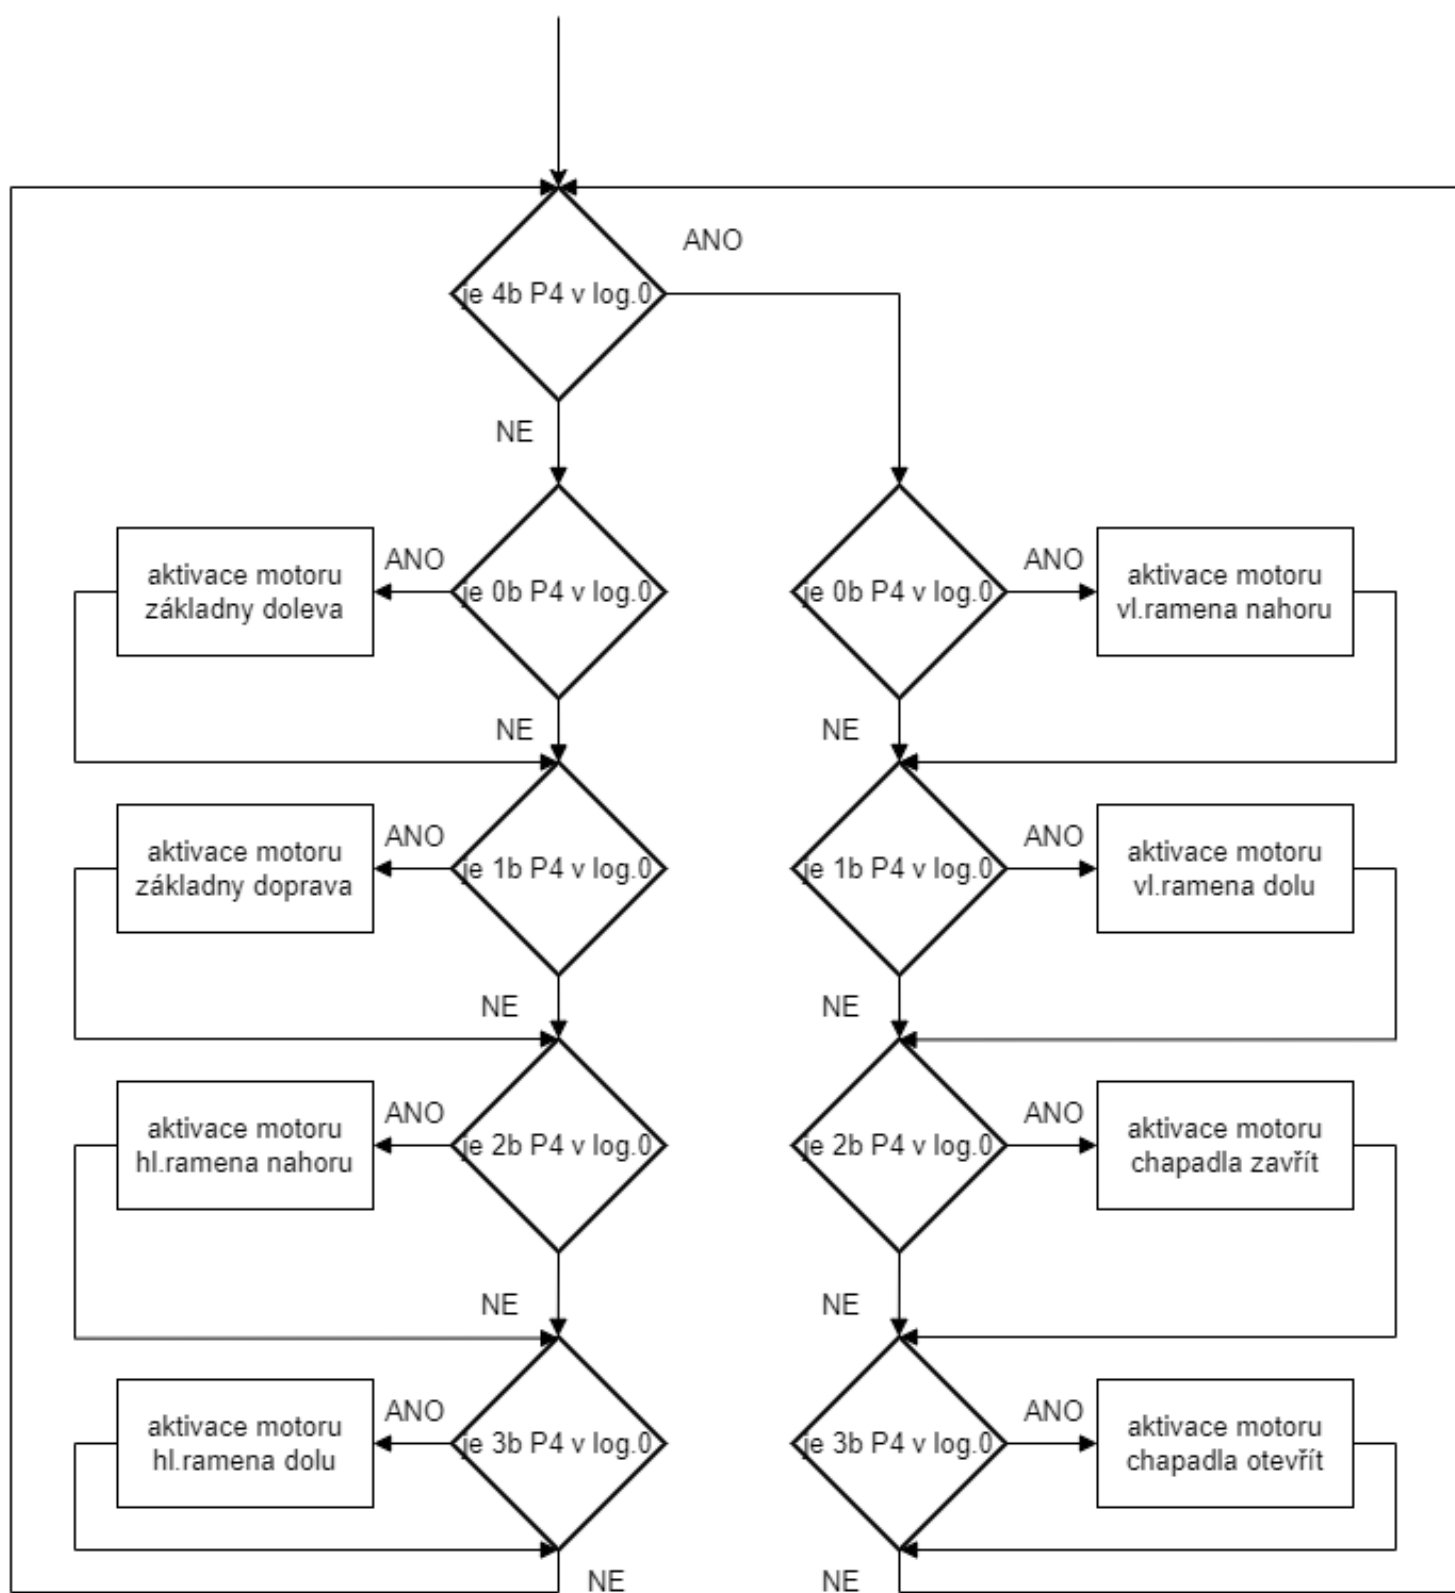 ANO
je 4b P4 v log.0
NE
aktivace motoru
základny doleva
ANO
je 0b P4 v log.0
je 0b P4 v log.0
ANO
aktivace motoru
vl.ramena nahoru
NE
NE
aktivace motoru
základny doprava
ANO
je 1b P4 v log.0
je 1b P4 v log.0
ANO
aktivace motoru
vl.ramena dolu
NE
NE
aktivace motoru
hl.ramena nahoru
ANO
je 2b P4 v log.0
je 2b P4 v log.0
ANO
aktivace motoru
chapadla zavřít
NE
NE
aktivace motoru
hl.ramena dolu
ANO
je 3b P4 v log.0
je 3b P4 v log.0
ANO
aktivace motoru
chapadla otevřít
NE
NE